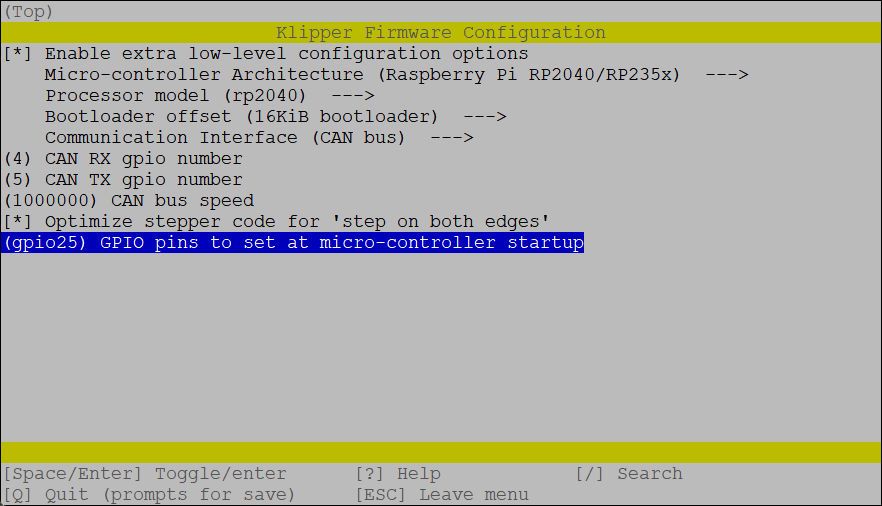 (Top)
Klipper Firmware Configuration
[*] Enable extra low-level configuration options
Micro-controller Architecture (Raspberry Pi RP2040/RP235x)  --->
Processor model (rp2040)  --->
Bootloader offset (16KiB bootloader)  --->
Communication Interface (CAN bus)  --->
(4) CAN RX gpio number
(5) CAN TX gpio number
(1000000) CAN bus speed
[*] Optimize stepper code for 'step on both edges'
(gpio25) GPIO pins to set at micro-controller startup
[Space/Enter] Toggle/enter [?] Help [/] Search
[Q] Quit (prompts for save) [ESC] Leave menu